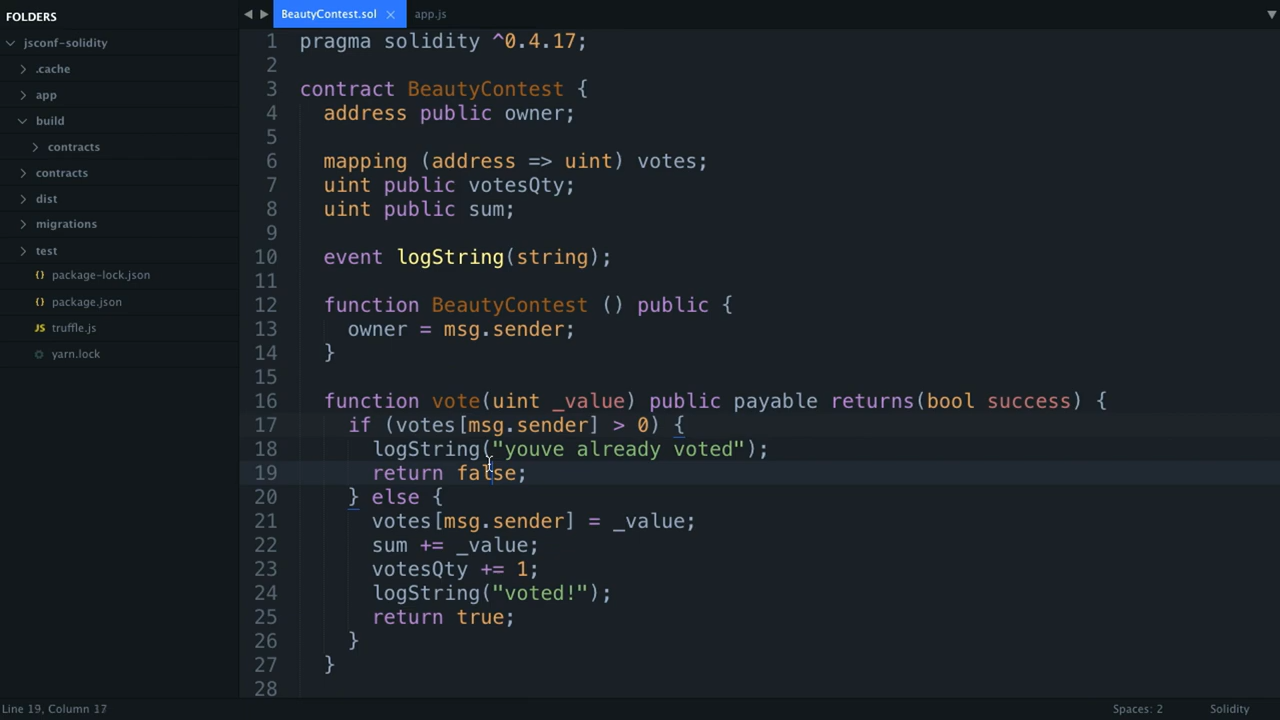 FOLDERS
jsconf-solidity
.cache
app
build
contracts
contracts
dist
migrations
test
{} package-lock.json
{} package.json
JS truffle.js
yarn.lock
BeautyContest.sol × app.js
1 pragma solidity ^0.4.17;
2
3 contract BeautyContest {
4 address public owner;
5
6 mapping (address => uint) votes;
7 uint public votesQty;
8 uint public sum;
9
10 event logString(string);
11
12 function BeautyContest () public {
13 owner = msg.sender;
14 }
15
16 function vote(uint _value) public payable returns(bool success) {
17 if (votes[msg.sender] > 0) {
18 logString("youve already voted");
19 return false;
20 } else {
21 votes[msg.sender] = _value;
22 sum += _value;
23 votesQty += 1;
24 logString("voted!");
25 return true;
26 }
27 }
28
Line 19, Column 17 Spaces: 2 Solidity